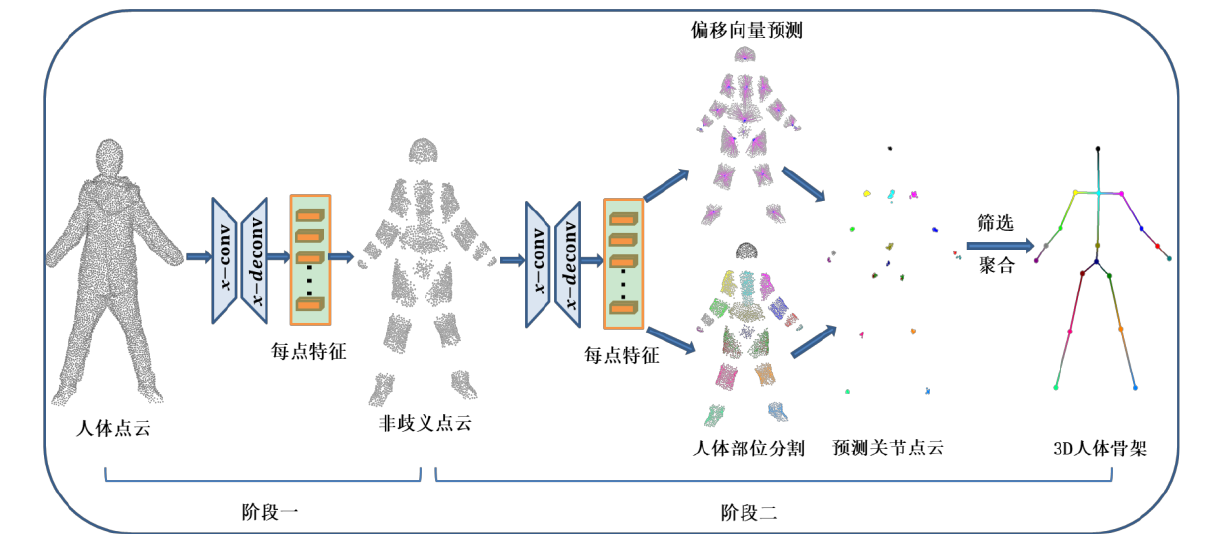 偏移向量预测
x-conv
x-deconv
每点特征
人体点云
非歧义点云
x-conv
x-deconv
每点特征
人体部位分割
预测关节点云
筛选
聚合
3D人体骨架
阶段一
阶段二